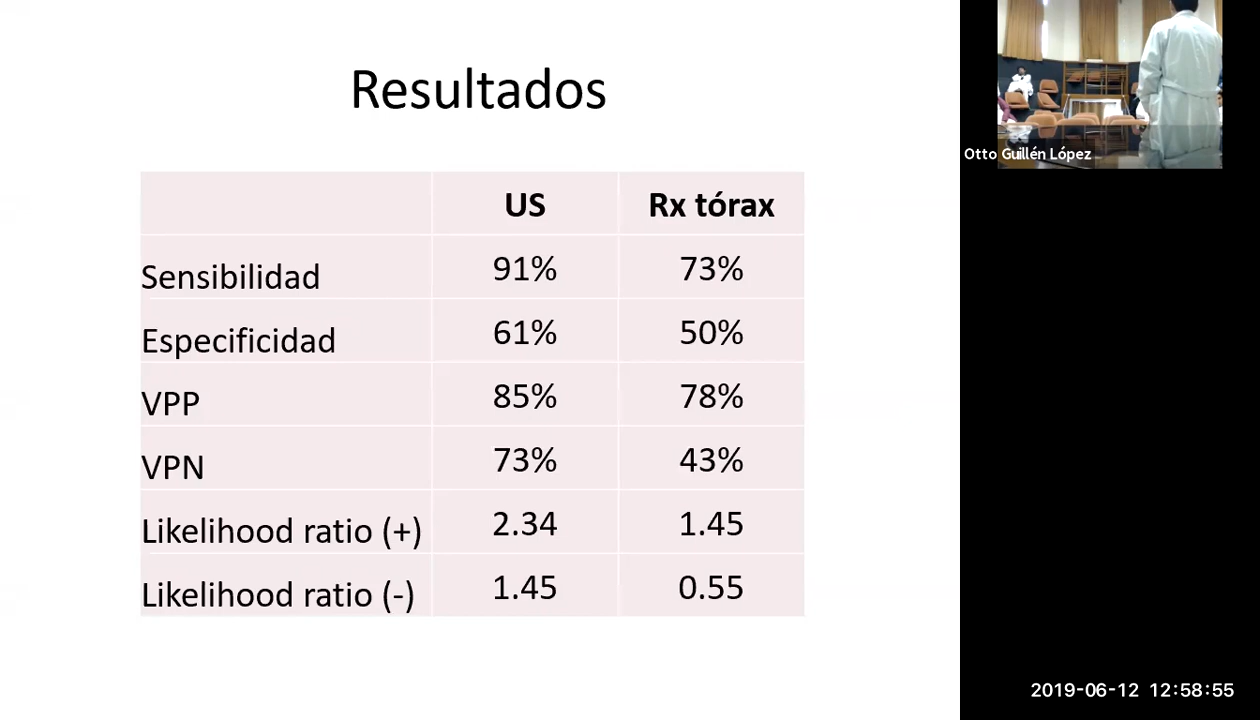 Resultados
US Rx tórax
Sensibilidad 91% 73%
Especificidad 61% 50%
VPP 85% 78%
VPN 73% 43%
Likelihood ratio (+) 2.34 1.45
Likelihood ratio (-) 1.45 0.55
Otto Guillén López
2019-06-12 12:58:55